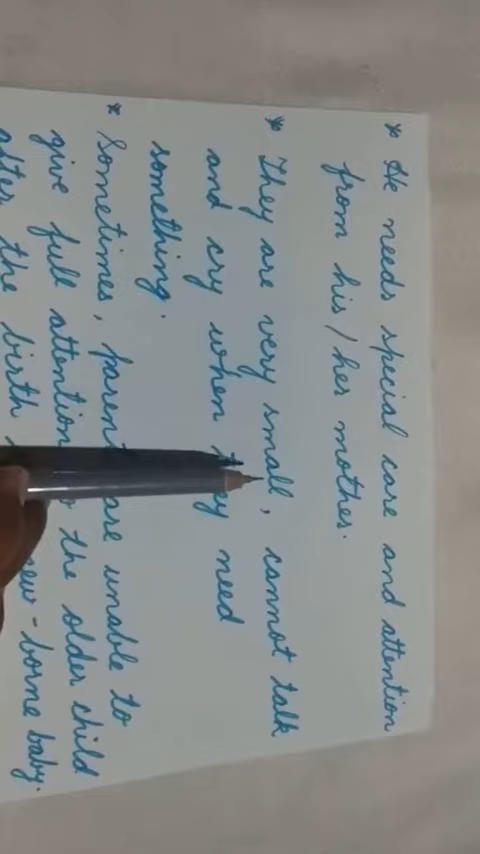 * He needs special care and attention
from his / her mother.
* They are very small, cannot talk
and cry when they need
something.
* Sometimes, parents are unable to
give full attention to the older child
after the birth new-borne baby.